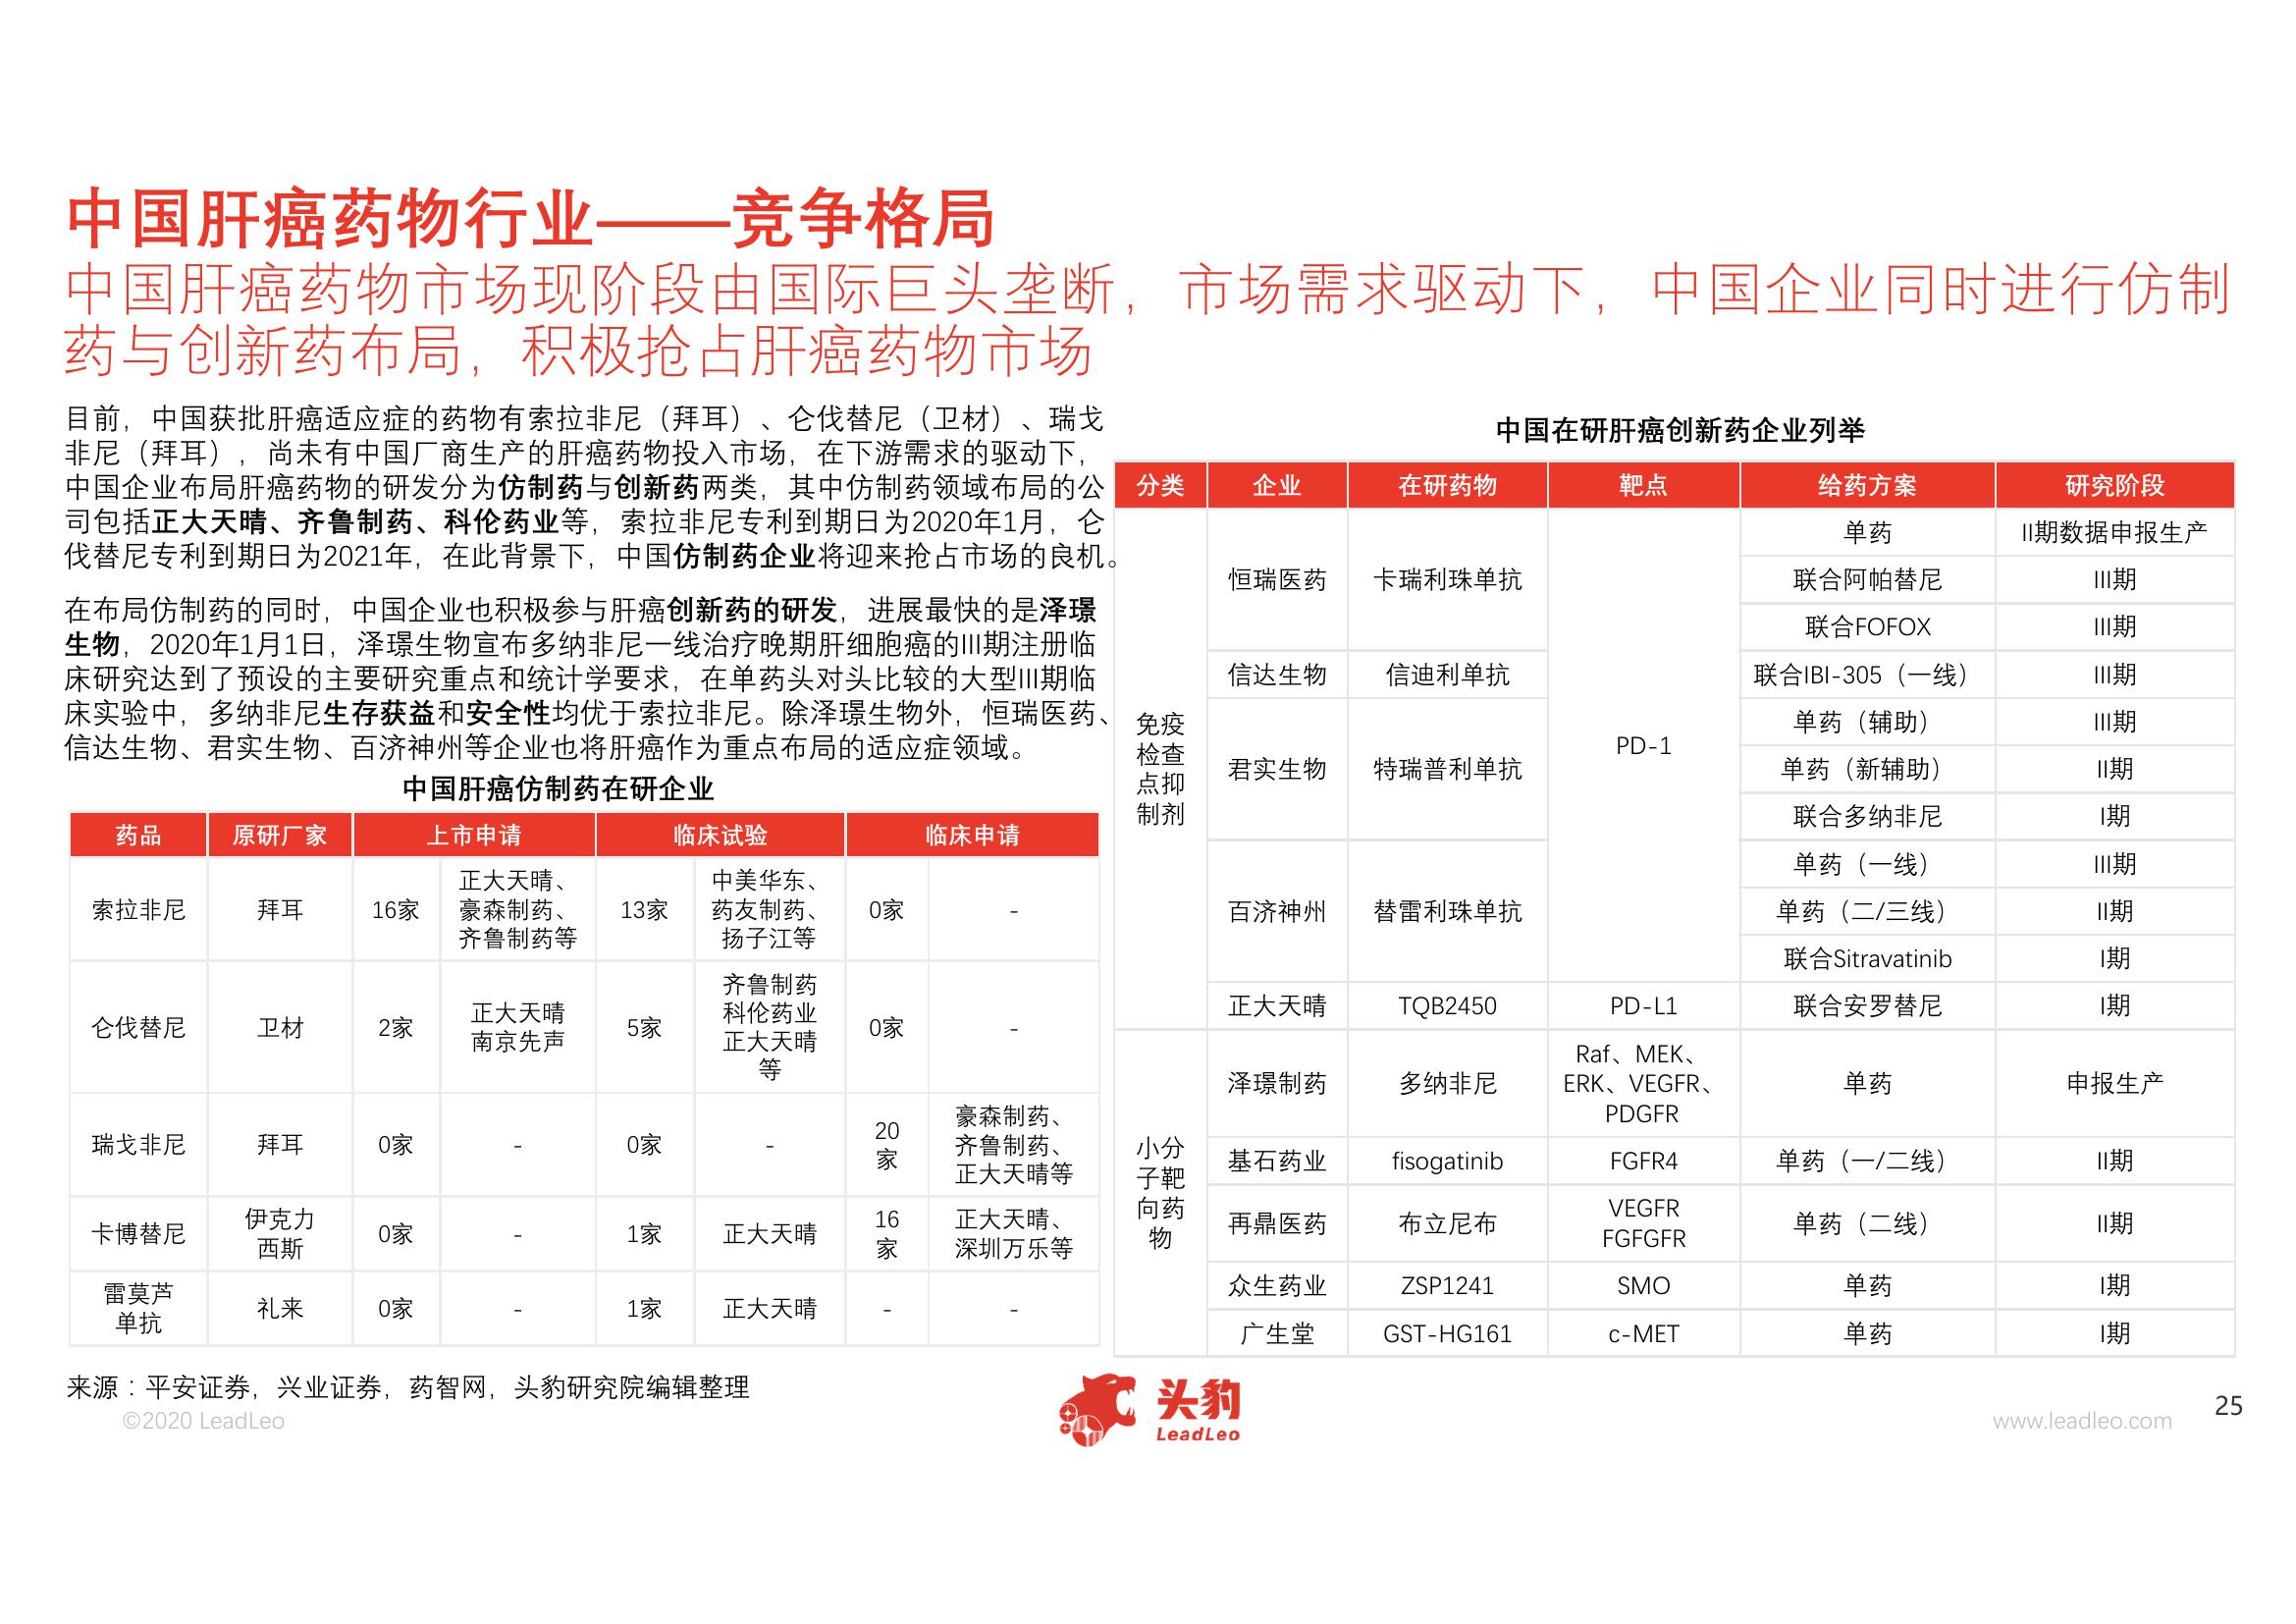 中国肝癌药物行业——竞争格局
中国肝癌药物市场现阶段由国际巨头垄断，市场需求驱动下，中国企业同时进行仿制
药与创新药布局，积极抢占肝癌药物市场
目前，中国获批肝癌适应症的药物有索拉非尼（拜耳）、仑伐替尼（卫材）、瑞戈
非尼（拜耳），尚未有中国厂商生产的肝癌药物投入市场，在下游需求的驱动下，
中国企业布局肝癌药物的研发分为仿制药与创新药两类，其中仿制药领域布局的公
司包括正大天晴、齐鲁制药、科伦药业等，索拉非尼专利到期日为2020年1月，仑
伐替尼专利到期日为2021年，在此背景下，中国仿制药企业将迎来抢占市场的良机。
在布局仿制药的同时，中国企业也积极参与肝癌创新药的研发，进展最快的是泽璟
生物，2020年1月1日，泽璟生物宣布多纳非尼一线治疗晚期肝细胞癌的III期注册临
床研究达到了预设的主要研究重点和统计学要求，在单药头对头比较的大型III期临
床实验中，多纳非尼生存获益和安全性均优于索拉非尼。除泽璟生物外，恒瑞医药、
信达生物、君实生物、百济神州等企业也将肝癌作为重点布局的适应症领域。
中国肝癌仿制药在研企业
药品 原研厂家 上市申请 临床试验 临床申请
索拉非尼 拜耳 16家 正大天晴、 13家 中美华东、 0家 -
豪森制药、 药友制药、
齐鲁制药等 扬子江等
仑伐替尼 卫材 2家 正大天晴 5家 齐鲁制药 0家 -
南京先声 科伦药业
正大天晴
等
瑞戈非尼 拜耳 0家 - 0家 - 20 豪森制药、
家 齐鲁制药、
正大天晴等
卡博替尼 伊克力 0家 - 1家 正大天晴 16 正大天晴、
西斯 家 深圳万乐等
雷莫芦 礼来 0家 - 1家 正大天晴 - -
单抗
中国在研肝癌创新药企业列举
分类 企业 在研药物 靶点 给药方案 研究阶段
免疫
检查
点抑
制剂
恒瑞医药 卡瑞利珠单抗 PD-1 单药 II期数据申报生产
联合阿帕替尼 III期
联合FOFOX III期
信达生物 信迪利单抗 联合IBI-305（一线） III期
君实生物 特瑞普利单抗 单药（辅助） III期
单药（新辅助） II期
联合多纳非尼 I期
百济神州 替雷利珠单抗 单药（一线） III期
单药（二/三线） II期
联合Sitravatinib I期
正大天晴 TQB2450 PD-L1 联合安罗替尼 I期
小分
子靶
向药
物
泽璟制药 多纳非尼 Raf、MEK、 单药 申报生产
ERK、VEGFR、
PDGFR
基石药业 fisogatinib FGFR4 单药（一/二线） II期
再鼎医药 布立尼布 VEGFR 单药（二线） II期
FGFGFR
众生药业 ZSP1241 SMO 单药 I期
广生堂 GST-HG161 c-MET 单药 I期
来源：平安证券，兴业证券，药智网，头豹研究院编辑整理
©2020 LeadLeo
头豹
LeadLeo
www.leadleo.com
25